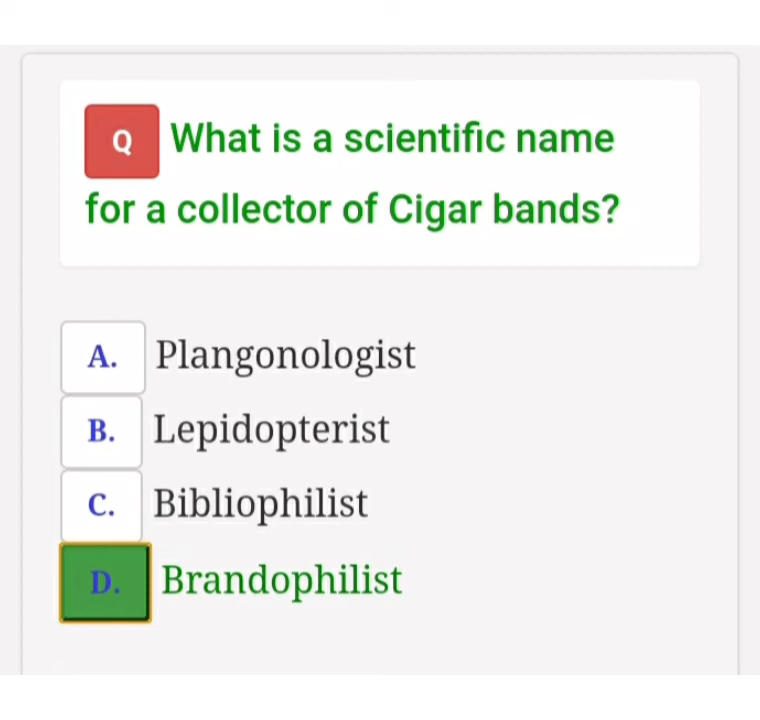 Q What is a scientific name
for a collector of Cigar bands?
A. Plangonologist
B. Lepidopterist
C. Bibliophilist
D. Brandophilist